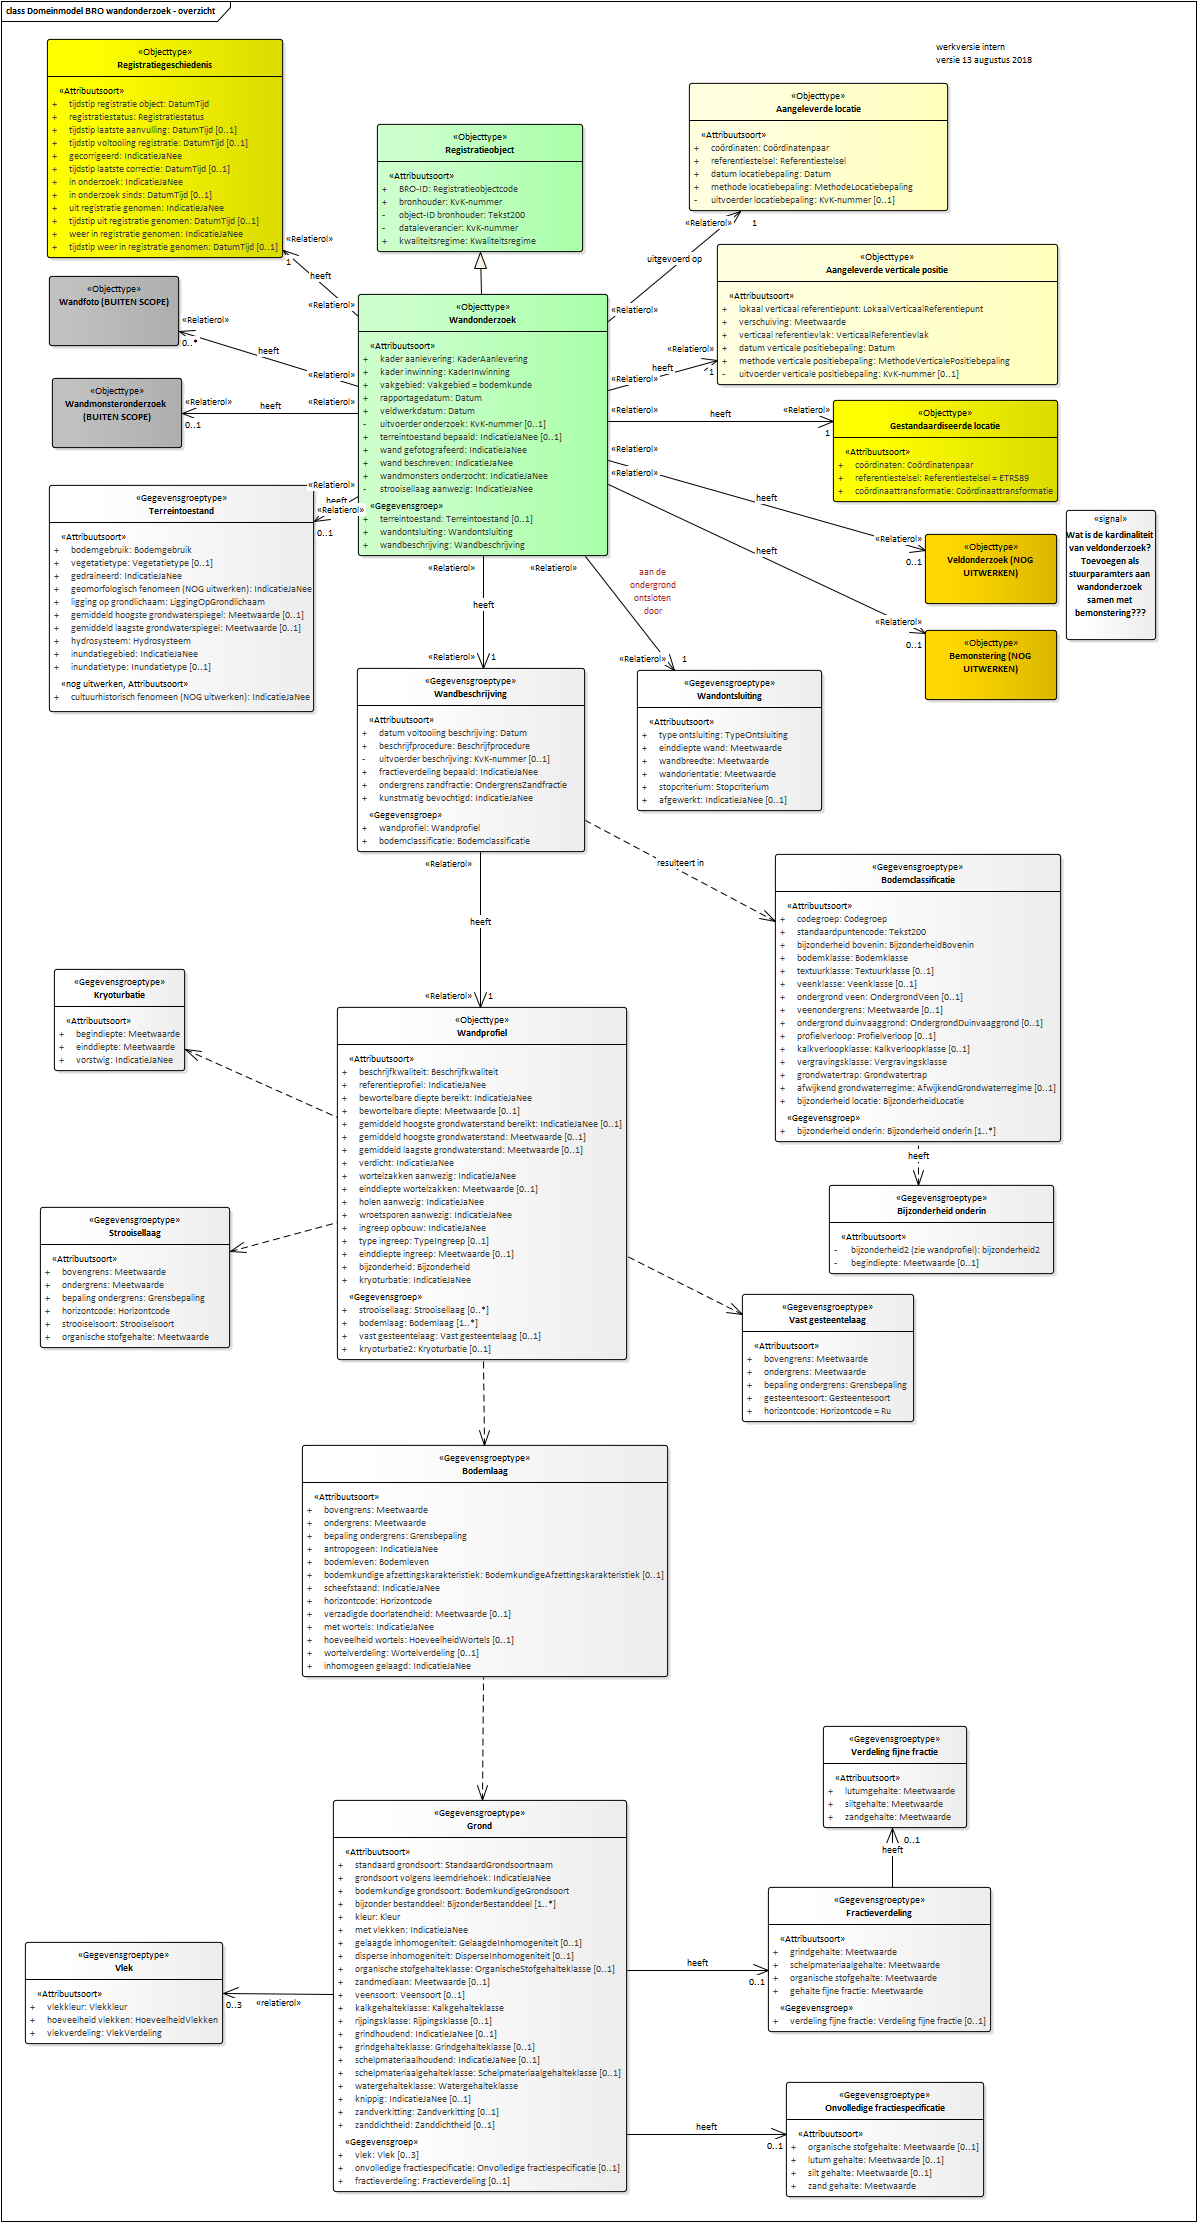 class Domeinmodel BRO wandonderzoek - overzicht
werkversie intern
versie 13 augustus 2018
«Objecttype»
Registratiegeschiedenis
«Attribuutsoort»
+ tijdstip registratie object: DatumTijd
+ registratiestatus: Registratiestatus
+ tijdstip laatste aanvulling: DatumTijd [0..1]
+ tijdstip voltooiing registratie: DatumTijd [0..1]
+ gecorrigeerd: IndicatieJaNee
+ tijdstip laatste correctie: DatumTijd [0..1]
+ in onderzoek: IndicatieJaNee
+ in onderzoek sinds: DatumTijd [0..1]
+ uit registratie genomen: IndicatieJaNee
+ tijdstip uit registratie genomen: DatumTijd [0..1]
+ weer in registratie genomen: IndicatieJaNee
+ tijdstip weer in registratie genomen: DatumTijd [0..1]
«Objecttype»
Registratieobject
«Attribuutsoort»
+ BRO-ID: Registratieobjectcode
+ bronhouder: KvK-nummer
- object-ID bronhouder: Tekst200
- dataleverancier: KvK-nummer
+ kwaliteitsregime: Kwaliteitsregime
«Objecttype»
Aangeleverde locatie
«Attribuutsoort»
+ coördinaten: Coördinatenpaar
+ referentiestelsel: Referentiestelsel
+ datum locatiebepaling: Datum
+ methode locatiebepaling: MethodeLocatiebepaling
- uitvoerder locatiebepaling: KvK-nummer [0..1]
«Relatierol»
1
uitgevoerd op
«Relatierol»
«Relatierol»
1
heeft
«Relatierol»
«Objecttype»
Aangeleverde verticale positie
«Attribuutsoort»
+ lokaal verticaal referentiepunt: LokaalVerticaalReferentiepunt
+ verschuiving: Meetwaarde
+ verticaal referentievlak: VerticaalReferentievlak
+ datum verticale positiebepaling: Datum
+ methode verticale positiebepaling: MethodeVerticalePositiebepaling
- uitvoerder verticale positiebepaling: KvK-nummer [0..1]
«Relatierol»
heeft
1
«Relatierol»
«Objecttype»
Wandfoto (BUITEN SCOPE)
«Relatierol»
0..*
heeft
«Relatierol»
«Objecttype»
Wandmonsteronderzoek
(BUITEN SCOPE)
«Relatierol»
0..1
heeft
«Relatierol»
«Objecttype»
Wandonderzoek
«Attribuutsoort»
+ kader aanlevering: KaderAanlevering
+ kader inwinning: KaderInwinning
+ vakgebied: Vakgebied = bodemkunde
+ rapportagedatum: Datum
+ veldwerkdatum: Datum
- uitvoerder onderzoek: KvK-nummer [0..1]
+ terreintoestand bepaald: IndicatieJaNee [0..1]
+ wand gefotografeerd: IndicatieJaNee
+ wand beschreven: IndicatieJaNee
+ wandmonsters onderzocht: IndicatieJaNee
- strooisellaag aanwezig: IndicatieJaNee
«Gegevensgroep»
+ terreintoestand: Terreintoestand [0..1]
+ wandontsluiting: Wandontsluiting
+ wandbeschrijving: Wandbeschrijving
«Relatierol»
heeft
«Relatierol»
1
«Objecttype»
Gestandaardiseerde locatie
«Attribuutsoort»
+ coördinaten: Coördinatenpaar
+ referentiestelsel: Referentiestelsel = ETRS89
+ coördinaattransformatie: Coördinaattransformatie
«Relatierol»
heeft
«Relatierol»
0..1
«Objecttype»
Veldonderzoek (NOG
UITWERKEN)
«Relatierol»
heeft
«Relatierol»
0..1
«Objecttype»
Bemonstering (NOG
UITWERKEN)
«signal»
Wat is de kardinaliteit
van veldonderzoek?
Toevoegen als
stuurparamters aan
wandonderzoek
samen met
bemonstering???
«Relatierol»
heeft
«Relatierol»
0..1
«Gegevensgroeptype»
Terreintoestand
«Attribuutsoort»
+ bodemgebruik: Bodemgebruik
+ vegetatietype: Vegetatietype [0..1]
+ gedraineerd: IndicatieJaNee
+ geomorfologisch fenomeen (NOG uitwerken): IndicatieJaNee
+ ligging op grondlichaam: LiggingOpGrondlichaam
+ gemiddeld hoogste grondwaterspiegel: Meetwaarde [0..1]
+ gemiddeld laagste grondwaterspiegel: Meetwaarde [0..1]
+ hydrosysteem: Hydrosysteem
+ inundatiegebied: IndicatieJaNee
+ inundatietype: Inundatietype [0..1]
«nog uitwerken, Attribuutsoort»
+ cultuurhistorisch fenomeen (NOG uitwerken): IndicatieJaNee
«Relatierol»
heeft
«Relatierol»
1
«Relatierol»
aan de
ondergrond
ontsloten
door
«Relatierol»
1
«Gegevensgroeptype»
Wandbeschrijving
«Attribuutsoort»
+ datum voltooiing beschrijving: Datum
+ beschrijfprocedure: Beschrijfprocedure
- uitvoerder beschrijving: KvK-nummer [0..1]
+ fractieverdeling bepaald: IndicatieJaNee
+ ondergrens zandfractie: OndergrensZandfractie
+ kunstmatig bevochtigd: IndicatieJaNee
«Gegevensgroep»
+ wandprofiel: Wandprofiel
+ bodemclassificatie: Bodemclassificatie
«Gegevensgroeptype»
Wandontsluiting
«Attribuutsoort»
+ type ontsluiting: TypeOntsluiting
+ einddiepte wand: Meetwaarde
+ wandbreedte: Meetwaarde
+ wandorientatie: Meetwaarde
+ stopcriterium: Stopcriterium
+ afgewerkt: IndicatieJaNee [0..1]
resulteert in
«Relatierol»
heeft
«Relatierol»
1
«Gegevensgroeptype»
Bodemclassificatie
«Attribuutsoort»
+ codegroep: Codegroep
+ standaardpuntencode: Tekst200
+ bijzonderheid bovenin: BijzonderheidBovenin
+ bodemklasse: Bodemklasse
+ textuurklasse: Textuurklasse [0..1]
+ veenklasse: Veenklasse [0..1]
+ ondergrond veen: OndergrondVeen [0..1]
+ veenondergrens: Meetwaarde [0..1]
+ ondergrond duinvaaggrond: OndergrondDuinvaaggrond [0..1]
+ profielverloop: Profielverloop [0..1]
+ kalkverloopklasse: Kalkverloopklasse [0..1]
+ vergravingsklasse: Vergravingsklasse
+ grondwatertrap: Grondwatertrap
+ afwijkend grondwaterregime: AfwijkendGrondwaterregime [0..1]
+ bijzonderheid locatie: BijzonderheidLocatie
«Gegevensgroep»
+ bijzonderheid onderin: Bijzonderheid onderin [1..*]
heeft
«Gegevensgroeptype»
Bijzonderheid onderin
«Attribuutsoort»
- bijzonderheid2 (zie wandprofiel): bijzonderheid2
- begindiepte: Meetwaarde [0..1]
«Gegevensgroeptype»
Kryoturbatie
«Attribuutsoort»
+ begindiepte: Meetwaarde
+ einddiepte: Meetwaarde
+ vorstwig: IndicatieJaNee
«Objecttype»
Wandprofiel
«Attribuutsoort»
+ beschrijfkwaliteit: Beschrijfkwaliteit
+ referentieprofiel: IndicatieJaNee
+ bewortelbare diepte bereikt: IndicatieJaNee
+ bewortelbare diepte: Meetwaarde [0..1]
+ gemiddeld hoogste grondwaterstand bereikt: IndicatieJaNee [0..1]
+ gemiddeld hoogste grondwaterstand: Meetwaarde [0..1]
+ gemiddeld laagste grondwaterstand: Meetwaarde [0..1]
+ verdicht: IndicatieJaNee
+ wortelzakken aanwezig: IndicatieJaNee
+ einddiepte wortelzakken: Meetwaarde [0..1]
+ holen aanwezig: IndicatieJaNee
+ wroetsporen aanwezig: IndicatieJaNee
+ ingreep opbouw: IndicatieJaNee
+ type ingreep: TypeIngreep [0..1]
+ einddiepte ingreep: Meetwaarde [0..1]
+ bijzonderheid: Bijzonderheid
+ kryoturbatie: IndicatieJaNee
«Gegevensgroep»
+ strooisellaag: Strooisellaag [0..*]
+ bodemlaag: Bodemlaag [1..*]
+ vast gesteentelaag: Vast gesteentelaag [0..1]
+ kryoturbatie2: Kryoturbatie [0..1]
«Gegevensgroeptype»
Strooisellaag
«Attribuutsoort»
+ bovengrens: Meetwaarde
+ ondergrens: Meetwaarde
+ bepaling ondergrens: Grensbepaling
+ horizontcode: Horizontcode
+ strooiselsoort: Strooiselsoort
+ organische stofgehalte: Meetwaarde
«Gegevensgroeptype»
Vast gesteentelaag
«Attribuutsoort»
+ bovengrens: Meetwaarde
+ ondergrens: Meetwaarde
+ bepaling ondergrens: Grensbepaling
+ gesteentesoort: Gesteentesoort
+ horizontcode: Horizontcode = Ru
«Gegevensgroeptype»
Bodemlaag
«Attribuutsoort»
+ bovengrens: Meetwaarde
+ ondergrens: Meetwaarde
+ bepaling ondergrens: Grensbepaling
+ antropogeen: IndicatieJaNee
+ bodemleven: Bodemleven
+ bodemkundige afzettingskarakteristiek: BodemkundigeAfzettingskarakteristiek [0..1]
+ scheefstaand: IndicatieJaNee
+ horizontcode: Horizontcode
+ verzadigde doorlatendheid: Meetwaarde [0..1]
+ met wortels: IndicatieJaNee
+ hoeveelheid wortels: HoeveelheidWortels [0..1]
+ wortelverdeling: Wortelverdeling [0..1]
+ inhomogeen gelaagd: IndicatieJaNee
«Gegevensgroeptype»
Verdeling fijne fractie
«Attribuutsoort»
+ lutumgehalte: Meetwaarde
+ siltgehalte: Meetwaarde
+ zandgehalte: Meetwaarde
0..1
heeft
«Gegevensgroeptype»
Grond
«Attribuutsoort»
+ standaard grondsoort: StandaardGrondsoortnaam
+ grondsoort volgens leemdriehoek: IndicatieJaNee
+ bodemkundige grondsoort: BodemkundigeGrondsoort
+ bijzonder bestanddeel: BijzonderBestanddeel [1..*]
+ kleur: Kleur
+ met vlekken: IndicatieJaNee
+ gelaagde inhomogeniteit: GelaagdeInhomogeniteit [0..1]
+ disperse inhomogeniteit: DisperseInhomogeniteit [0..1]
+ organische stofgehalteklasse: OrganischeStofgehalteklasse [0..1]
+ zandmediaan: Meetwaarde [0..1]
+ veensoort: Veensoort [0..1]
+ kalkgehalteklasse: Kalkgehalteklasse
+ rijpingsklasse: Rijpingsklasse [0..1]
+ grindhoudend: IndicatieJaNee [0..1]
+ grindgehalteklasse: Grindgehalteklasse [0..1]
+ schelpmateriaalhoudend: IndicatieJaNee [0..1]
+ schelpmateriaalgehalteklasse: Schelpmateriaalgehalteklasse [0..1]
+ watergehalteklasse: Watergehalteklasse
+ knippig: IndicatieJaNee [0..1]
+ zandverkitting: Zandverkitting [0..1]
+ zanddichtheid: Zanddichtheid [0..1]
«Gegevensgroep»
+ vlek: Vlek [0..3]
+ onvolledige fractiespecificatie: Onvolledige fractiespecificatie [0..1]
+ fractieverdeling: Fractieverdeling [0..1]
«Gegevensgroeptype»
Fractieverdeling
«Attribuutsoort»
+ grindgehalte: Meetwaarde
+ schelpmateriaalgehalte: Meetwaarde
+ organische stofgehalte: Meetwaarde
+ gehalte fijne fractie: Meetwaarde
«Gegevensgroep»
+ verdeling fijne fractie: Verdeling fijne fractie [0..1]
heeft
0..1
«Gegevensgroeptype»
Vlek
«Attribuutsoort»
+ vlekkleur: Vlekkleur
+ hoeveelheid vlekken: HoeveelheidVlekken
+ vlekverdeling: VlekVerdeling
0..3
«relatierol»
heeft
0..1
«Gegevensgroeptype»
Onvolledige fractiespecificatie
«Attribuutsoort»
+ organische stofgehalte: Meetwaarde [0..1]
+ lutum gehalte: Meetwaarde [0..1]
+ silt gehalte: Meetwaarde [0..1]
+ zand gehalte: Meetwaarde